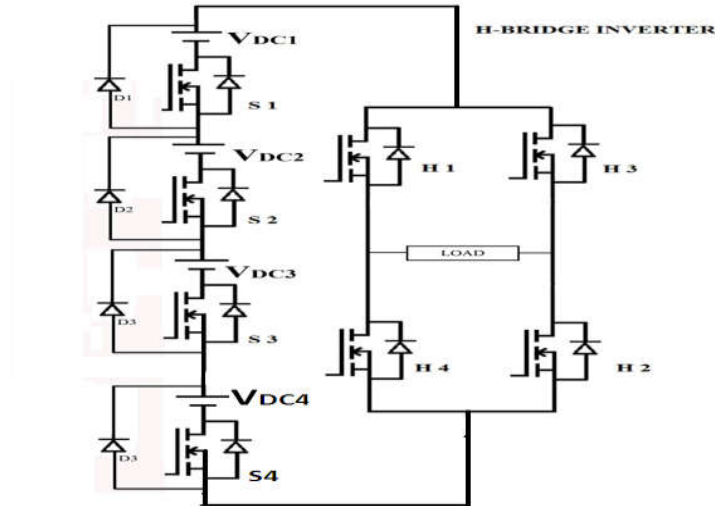 VDC1
H-BRIDGE INVERTER
D1
S 1
VDC2
H 1
H 3
D2
S 2
LOAD
VDC3
D3
S 3
H 4
H 2
VDC4
D3
S4